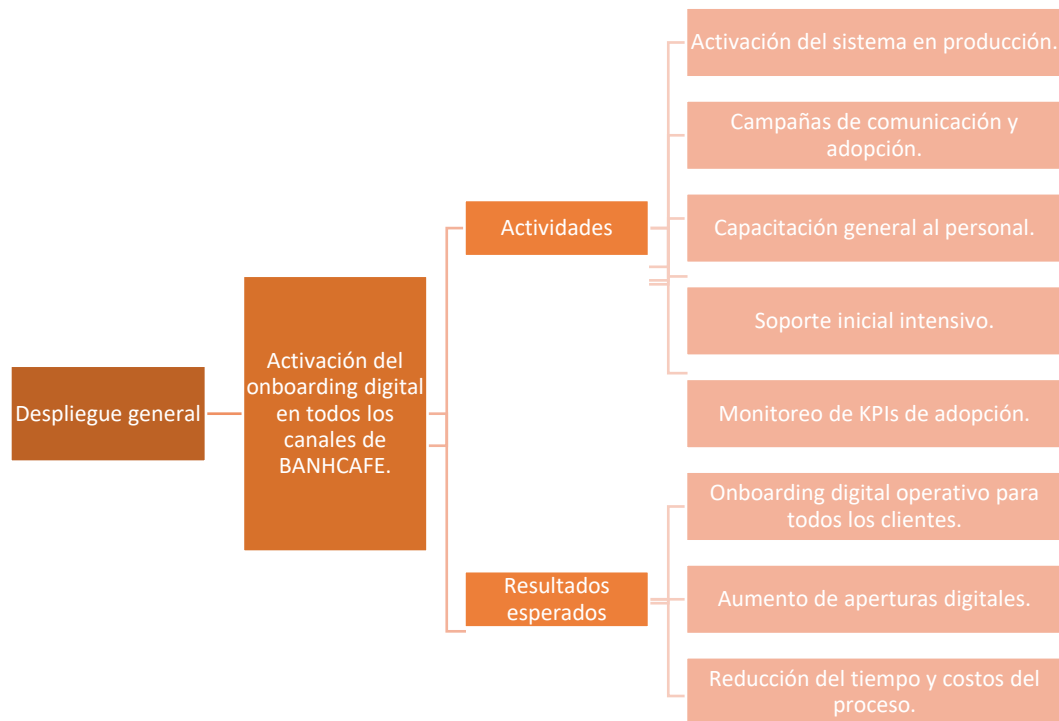 Despliegue general
Activación del
onboarding digital
en todos los
canales de
BANHCAFE.
Actividades
Activación del sistema en producción.
Campañas de comunicación y
adopción.
Capacitación general al personal.
Soporte inicial intensivo.
Monitoreo de KPIs de adopción.
Resultados
esperados
Onboarding digital operativo para
todos los clientes.
Aumento de aperturas digitales.
Reducción del tiempo y costos del
proceso.